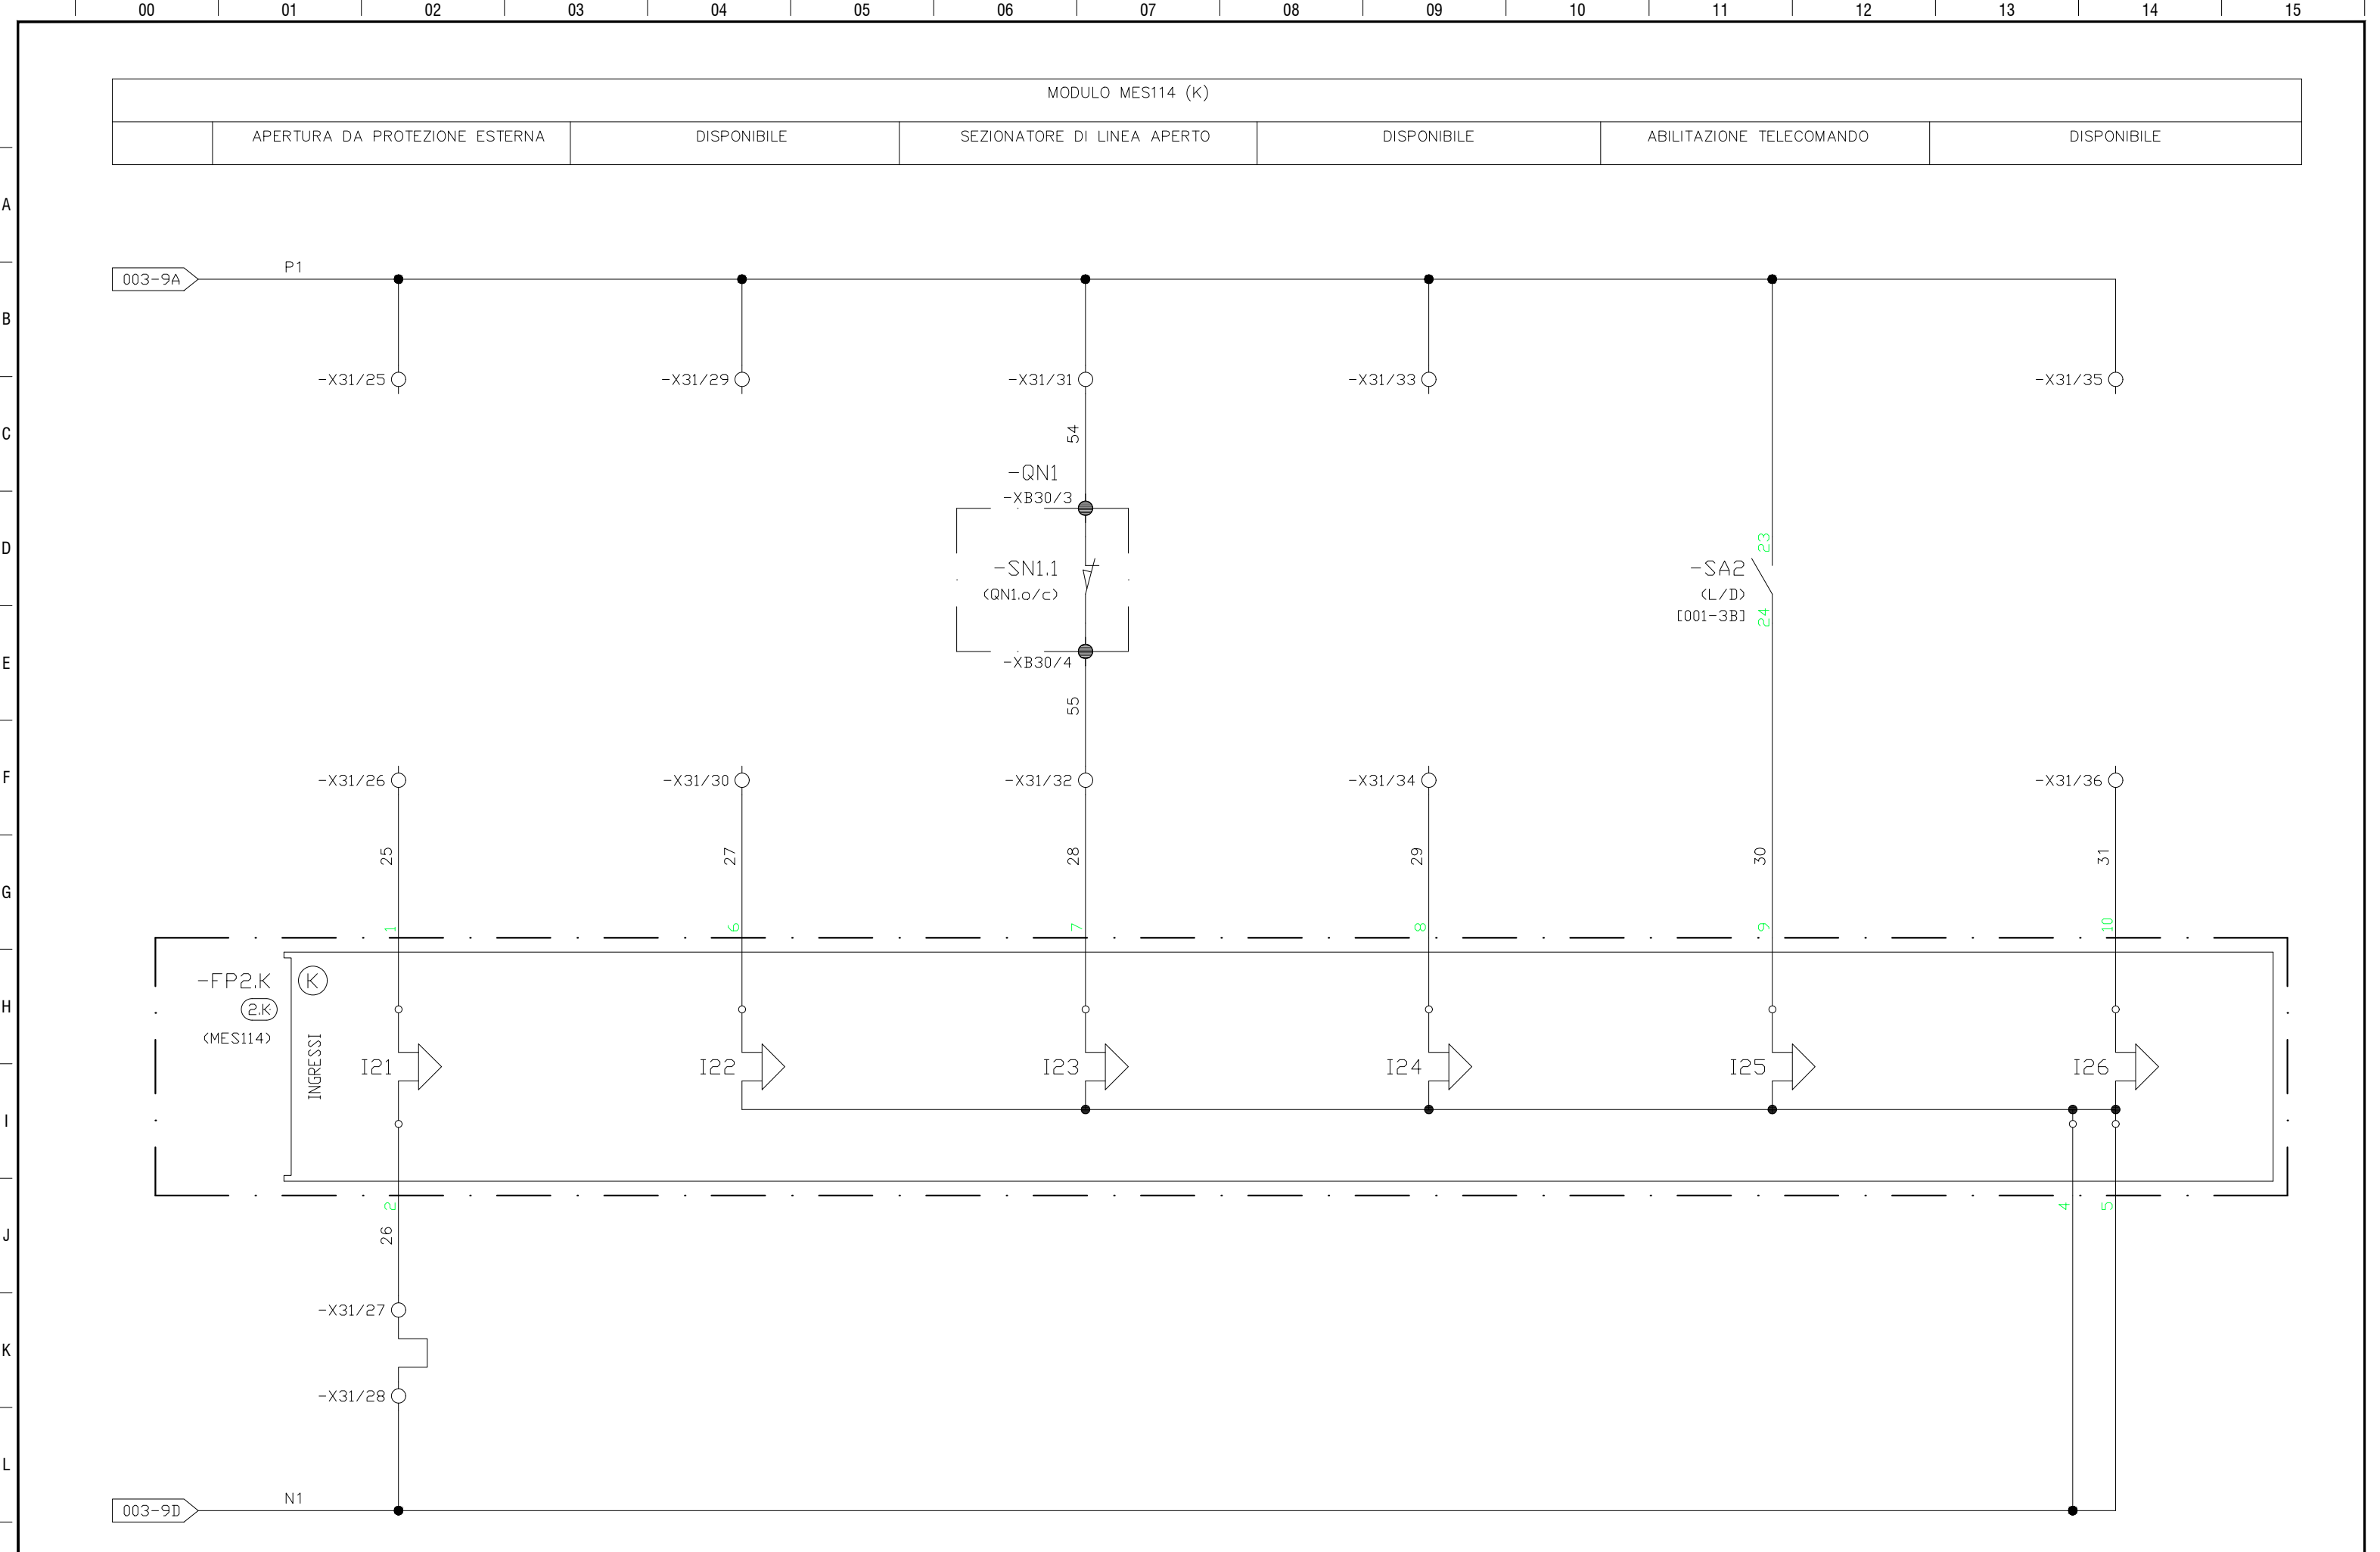 00 01 02 03 04 05 06 07 08 09 10 11 12 13 14 15
MODULO MES114 (K)
APERTURA DA PROTEZIONE ESTERNA DISPONIBILE SEZIONATORE DI LINEA APERTO DISPONIBILE ABILITAZIONE TELECOMANDO DISPONIBILE
A
003-9A P1
B
-X31/25 -X31/29 -X31/31 -X31/33 -X31/35
C
54
-QN1
-XB30/3
D
23
-SN1.1 -SA2
(QN1.o/c) (L/D)
24
[001-3B]
E
-XB30/4
55
F
-X31/26 -X31/30 -X31/32 -X31/34 -X31/36
25 27 28 29 30 31
G
1 6 7 8 9 10
-FP2.K K
H
2.K
(MES114)
INGRESSI
I21 I22 I23 I24 I25 I26
I
2 4 5
J
26
-X31/27
K
-X31/28
L
003-9D N1